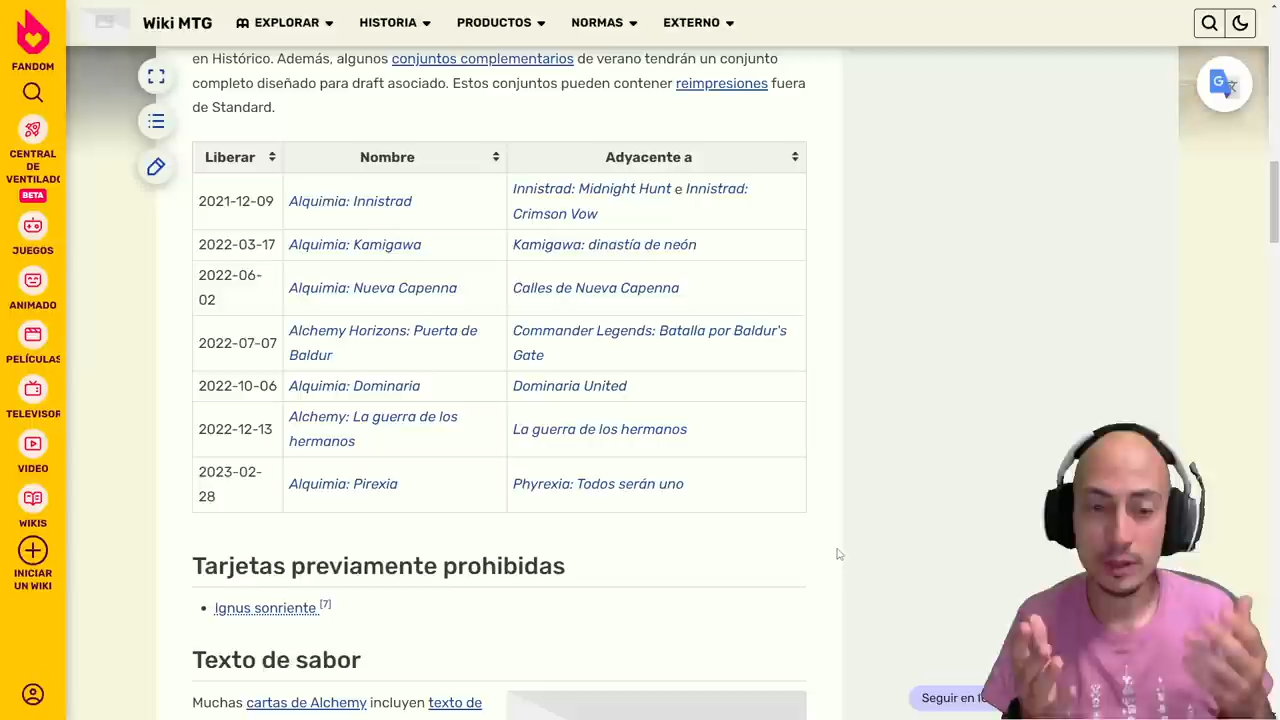 FANDOM
CENTRAL
DE
VENTILADO
BETA
JUEGOS
ANIMADO
PELÍCULAS
TELEVISOR
VIDEO
WIKIS
INICIAR
UN WIKI
Wiki MTG
EXPLORAR
HISTORIA
PRODUCTOS
NORMAS
EXTERNO
en Histórico. Además, algunos conjuntos complementarios de verano tendrán un conjunto
completo diseñado para draft asociado. Estos conjuntos pueden contener reimpresiones fuera
de Standard.
Liberar Nombre Adyacente a
2021-12-09 Alquimia: Innistrad Innistrad: Midnight Hunt e Innistrad:
Crimson Vow
2022-03-17 Alquimia: Kamigawa Kamigawa: dinastía de neón
2022-06-
02 Alquimia: Nueva Capenna Calles de Nueva Capenna
2022-07-07 Alchemy Horizons: Puerta de
Baldur Commander Legends: Batalla por Baldur's
Gate
2022-10-06 Alquimia: Dominaria Dominaria United
2022-12-13 Alchemy: La guerra de los
hermanos La guerra de los hermanos
2023-02-
28 Alquimia: Pirexia Phyrexia: Todos serán uno
Tarjetas previamente prohibidas
Ignus sonriente [7]
Texto de sabor
Muchas cartas de Alchemy incluyen texto de
Seguir en